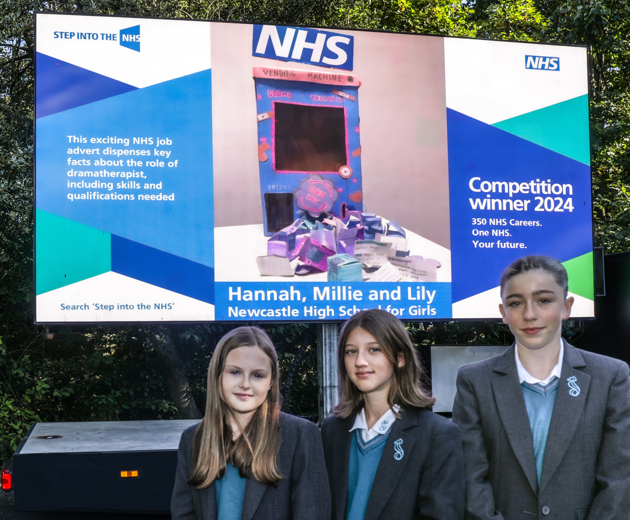 STEP INTO THE NHS
NHS
NHS
VENDING MACHINE
DRAMA
This exciting NHS job
advert dispenses key
facts about the role of
dramatherapist,
including skills and
qualifications needed
Competition
winner 2024
350 NHS Careers.
One NHS.
Your future.
Hannah, Millie and Lily
Newcastle High School for Girls
Search 'Step into the NHS'